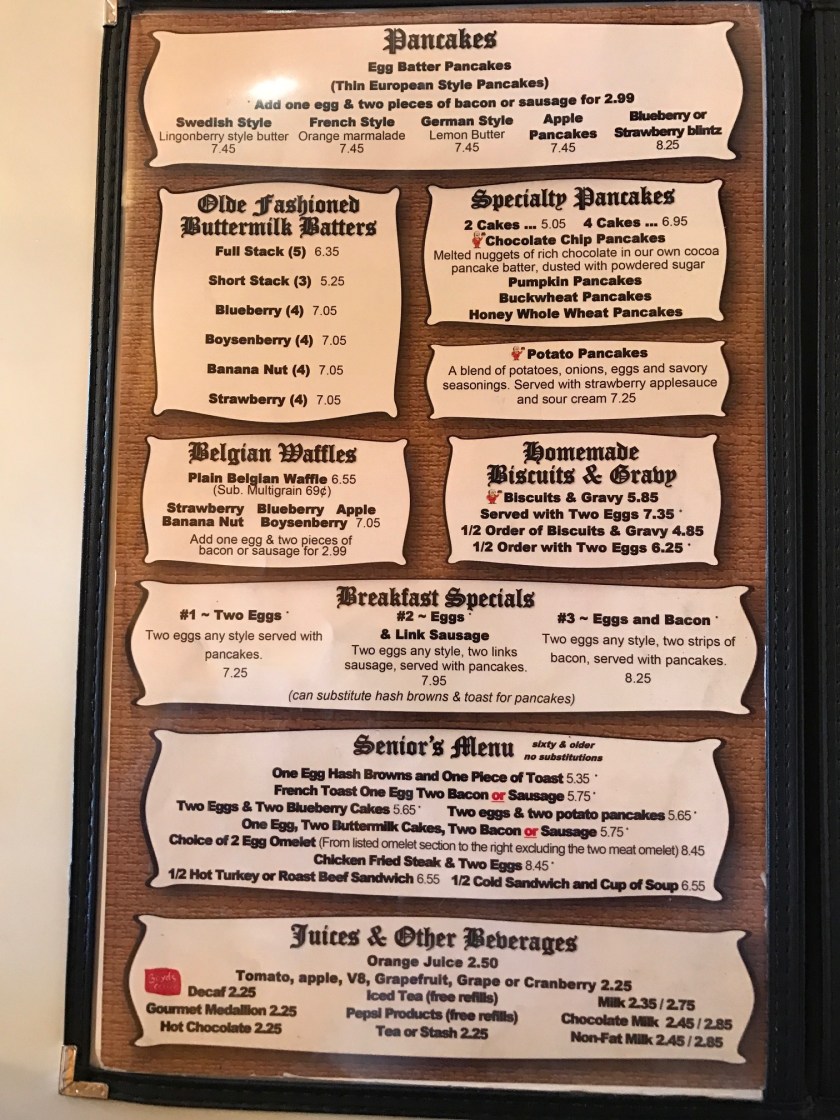 Pancakes
Egg Batter Pancakes
(Thin European Style Pancakes)
* Add one egg & two pieces of bacon or sausage for 2.99
Swedish Style
Lingonberry style butter
7.45
French Style
Orange marmalade
7.45
German Style
Lemon Butter
7.45
Apple
Pancakes
7.45
Blueberry or
Strawberry blintz
8.25
Olde Fashioned
Buttermilk Batters
Full Stack (5) 6.35
Short Stack (3) 5.25
Blueberry (4) 7.05
Boysenberry (4) 7.05
Banana Nut (4) 7.05
Strawberry (4) 7.05
Specialty Pancakes
2 Cakes ... 5.05 4 Cakes ... 6.95
Chocolate Chip Pancakes
Melted nuggets of rich chocolate in our own cocoa
pancake batter, dusted with powdered sugar
Pumpkin Pancakes
Buckwheat Pancakes
Honey Whole Wheat Pancakes
Potato Pancakes
A blend of potatoes, onions, eggs and savory
seasonings. Served with strawberry applesauce
and sour cream 7.25
Belgian Waffles
Plain Belgian Waffle 6.55
(Sub. Multigrain 69¢)
Strawberry Blueberry Apple
Banana Nut Boysenberry 7.05
Add one egg & two pieces of
bacon or sausage for 2.99
Homemade
Biscuits & Gravy
Biscuits & Gravy 5.85
Served with Two Eggs 7.35 *
1/2 Order of Biscuits & Gravy 4.85
1/2 Order with Two Eggs 6.25 *
Breakfast Specials
#1 ~ Two Eggs *
Two eggs any style served with
pancakes.
7.25
#2 ~ Eggs *
& Link Sausage
Two eggs any style, two links
sausage, served with pancakes.
7.95
#3 ~ Eggs and Bacon *
Two eggs any style, two strips of
bacon, served with pancakes.
8.25
(can substitute hash browns & toast for pancakes)
Senior's Menu sixty & older
no substitutions
One Egg Hash Browns and One Piece of Toast 5.35 *
French Toast One Egg Two Bacon or Sausage 5.75 *
Two Eggs & Two Blueberry Cakes 5.65 * Two eggs & two potato pancakes 5.65 *
One Egg, Two Buttermilk Cakes, Two Bacon or Sausage 5.75 *
Choice of 2 Egg Omelet (From listed omelet section to the right excluding the two meat omelet) 8.45
Chicken Fried Steak & Two Eggs 8.45 *
1/2 Hot Turkey or Roast Beef Sandwich 6.55 1/2 Cold Sandwich and Cup of Soup 6.55
Juices & Other Beverages
Orange Juice 2.50
Tomato, apple, V8, Grapefruit, Grape or Cranberry 2.25
Decaf 2.25
Gourmet Medallion 2.25
Hot Chocolate 2.25
Iced Tea (free refills)
Pepsi Products (free refills)
Tea or Stash 2.25
Milk 2.35 / 2.75
Chocolate Milk 2.45 / 2.85
Non-Fat Milk 2.45 / 2.85